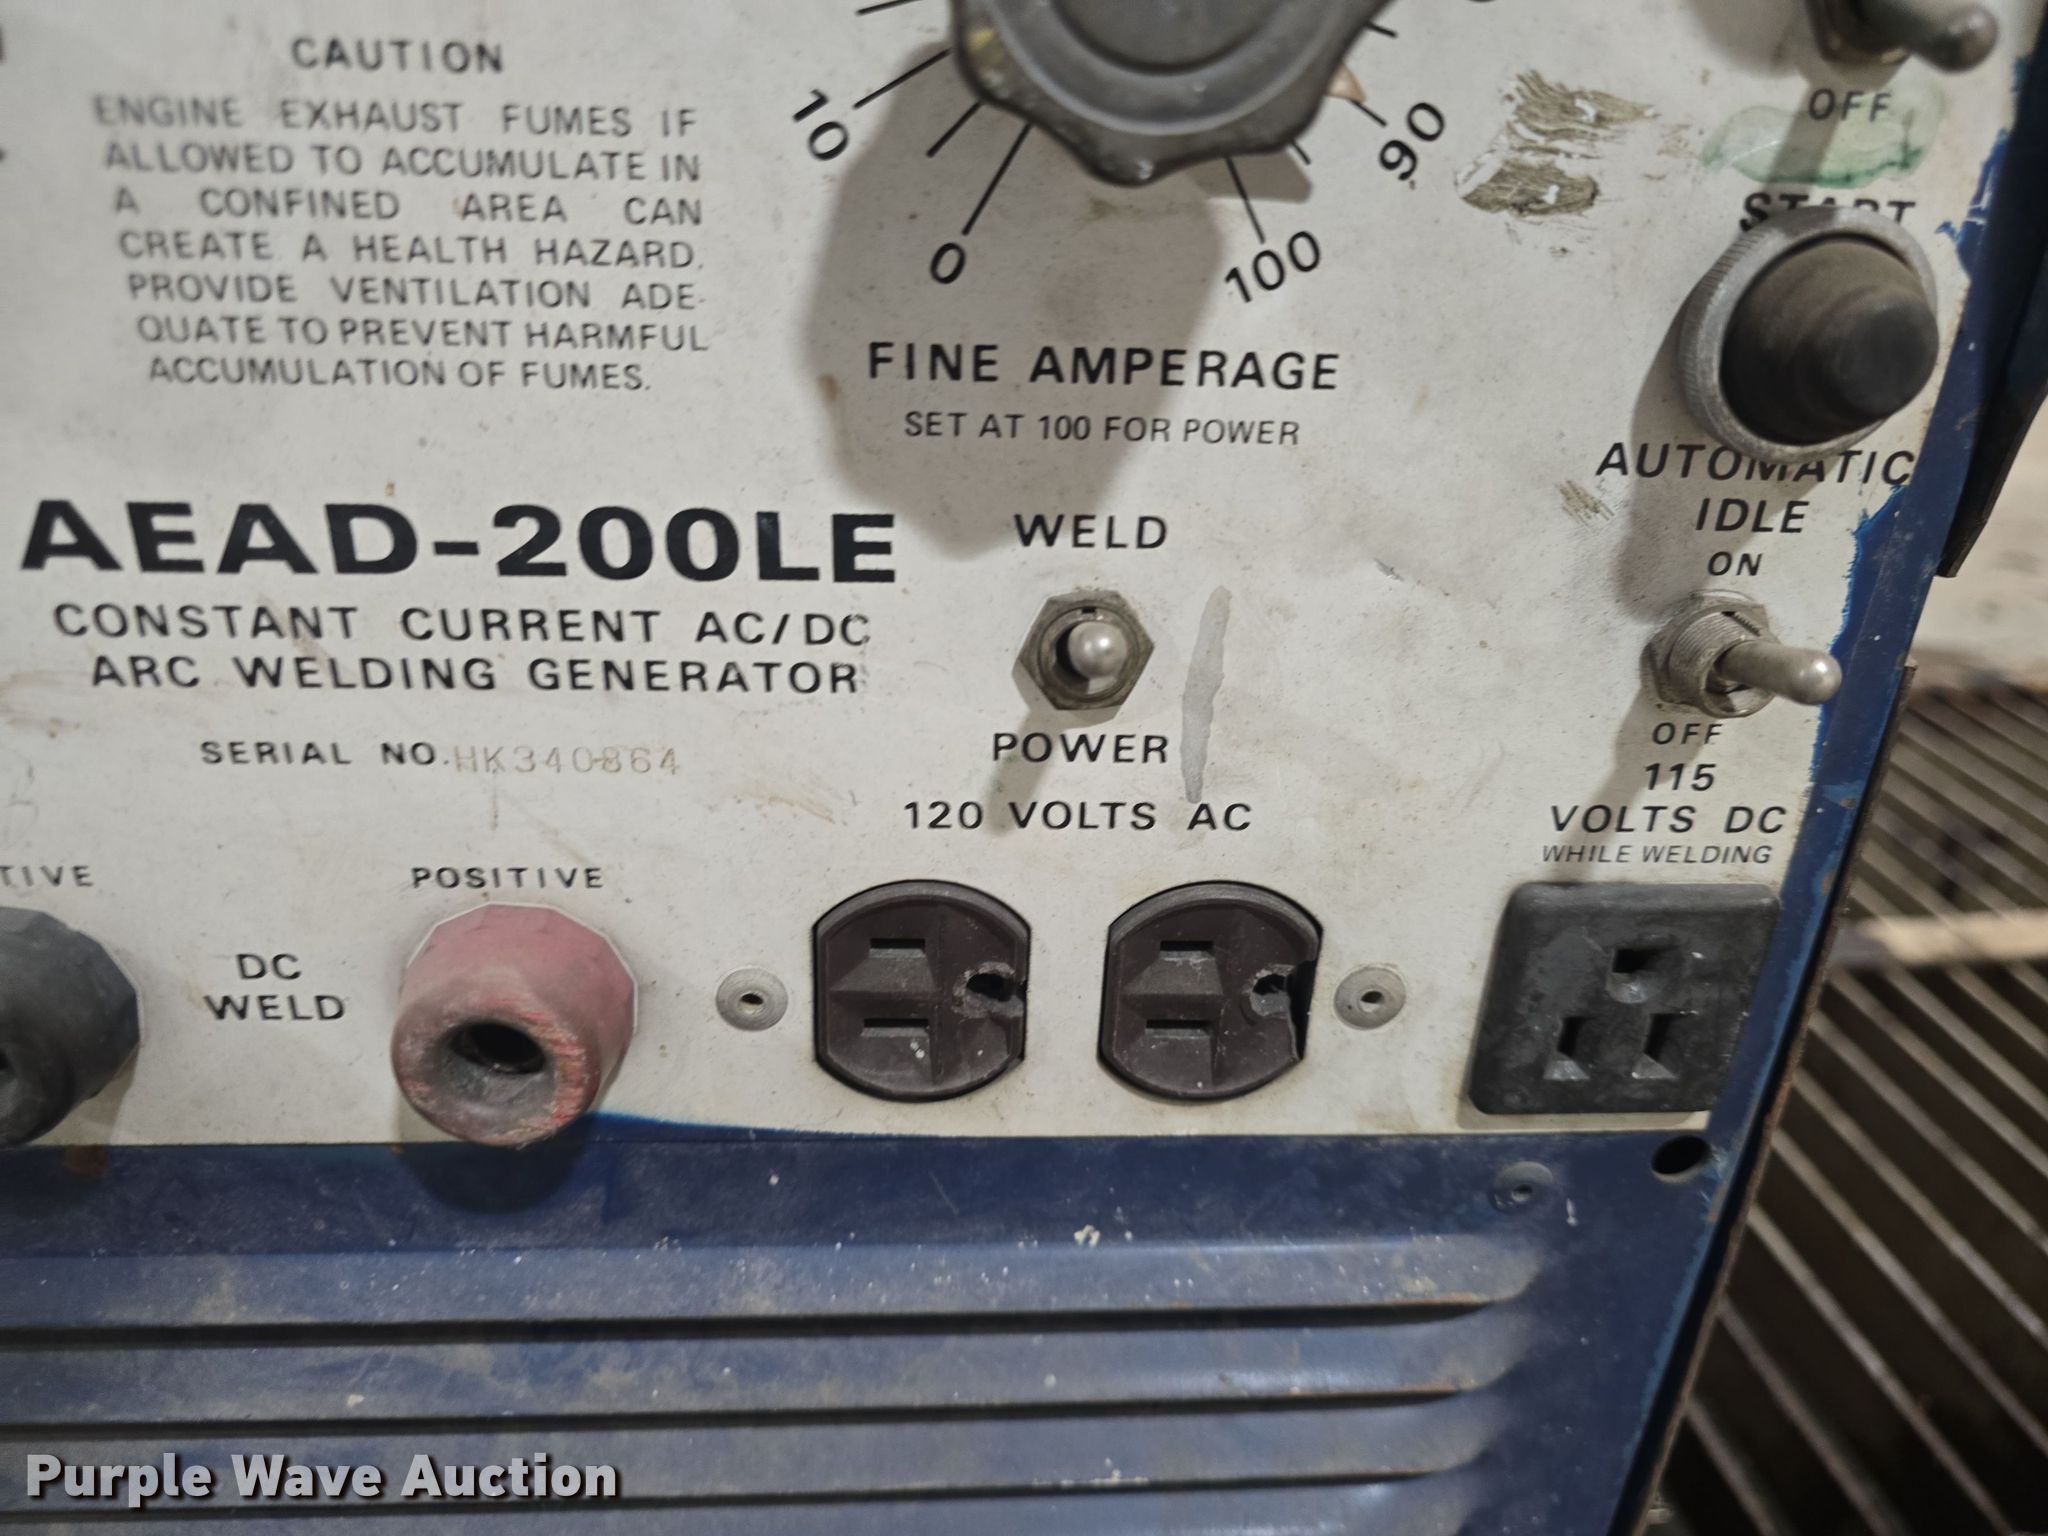 CAUTION
ENGINE EXHAUST FUMES IF
ALLOWED TO ACCUMULATE IN
A CONFINED AREA CAN
CREATE A HEALTH HAZARD.
PROVIDE VENTILATION ADE-
QUATE TO PREVENT HARMFUL
ACCUMULATION OF FUMES.
10
0
100
90
FINE AMPERAGE
SET AT 100 FOR POWER
OFF
START
AUTOMATIC
IDLE
ON
OFF
AEAD-200LE
CONSTANT CURRENT AC/DC
ARC WELDING GENERATOR
SERIAL NO. HK340864
WELD
POWER
120 VOLTS AC
115
VOLTS DC
WHILE WELDING
TIVE
DC
WELD
POSITIVE
Purple Wave Auction